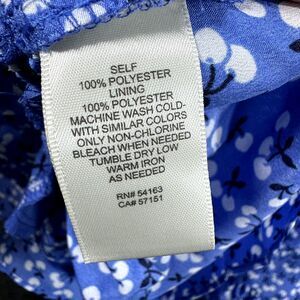 SELF
100% POLYESTER
LINING
100% POLYESTER
MACHINE WASH COLD-
WITH SIMILAR COLORS
ONLY NON-CHLORINE
BLEACH WHEN NEEDED
TUMBLE DRY LOW
WARM IRON
AS NEEDED
RN# 54163
CA# 57151